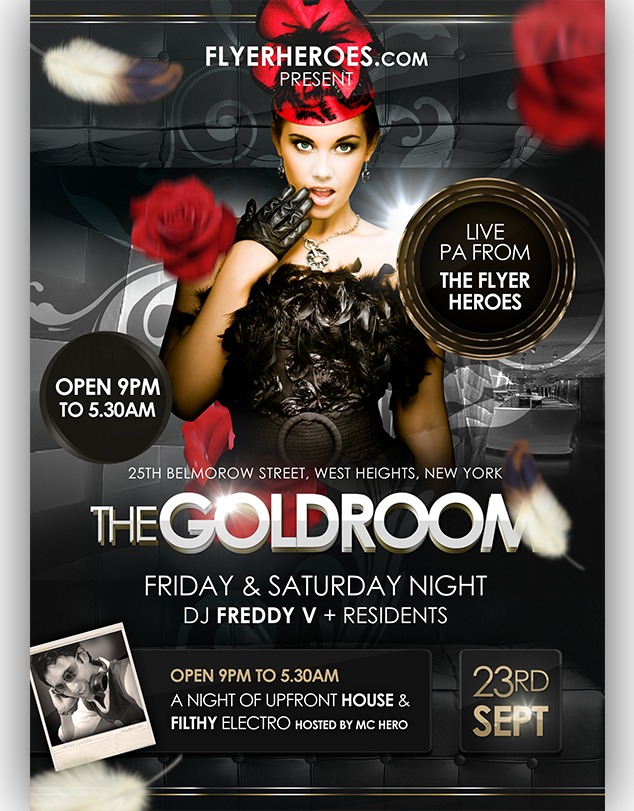 FLYERHEROES.COM
PRESENT
LIVE
PA FROM
THE FLYER
HEROES
OPEN 9PM
TO 5.30AM
25TH BELMOROW STREET, WEST HEIGHTS, NEW YORK
THE GOLDROOM
FRIDAY & SATURDAY NIGHT
DJ FREDDY V + RESIDENTS
OPEN 9PM TO 5.30AM
A NIGHT OF UPFRONT HOUSE &
FILTHY ELECTRO HOSTED BY MC HERO
23RD
SEPT